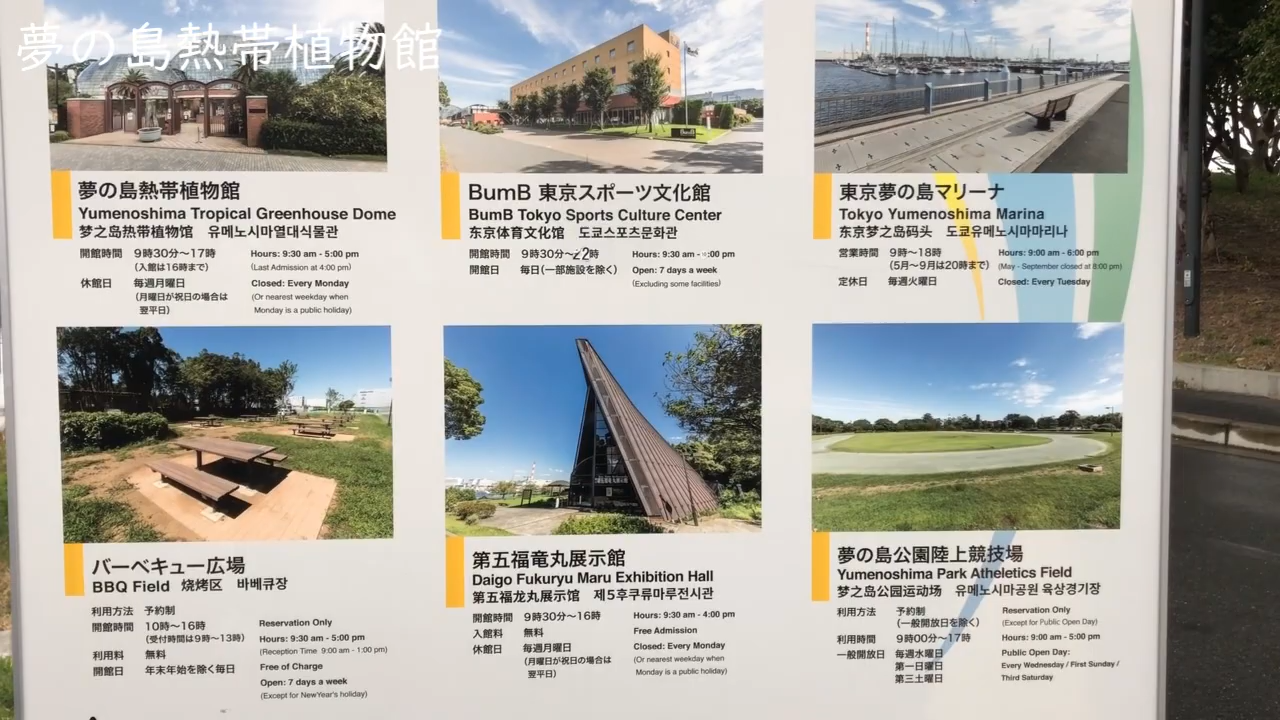 夢の島熱帯植物館
夢の島熱帯植物館
Yumenoshima Tropical Greenhouse Dome
梦之岛热带植物馆 유메노시마열대식물관
開館時間 9時30分〜17時
(入館は16時まで)
休館日 毎週月曜日
(月曜日が祝日の場合は
翌平日)
Hours: 9:30 am - 5:00 pm
(Last Admission at 4:00 pm)
Closed: Every Monday
(Or nearest weekday when
Monday is a public holiday)
BumB 東京スポーツ文化館
BumB Tokyo Sports Culture Center
东京体育文化馆 도쿄스포츠문화관
開館時間 9時30分〜22時
開館日 毎日(一部施設を除く)
Hours: 9:30 am - :00 pm
Open: 7 days a week
(Excluding some facilities)
東京夢の島マリーナ
Tokyo Yumenoshima Marina
东京梦之岛码头 도쿄유메노시마마리나
営業時間 9時〜18時
(5月〜9月は20時まで)
定休日 毎週火曜日
Hours: 9:00 am - 6:00 pm
(May - September closed at 8:00 pm)
Closed: Every Tuesday
バーベキュー広場
BBQ Field 烧烤区 바베큐장
利用方法 予約制
開館時間 10時〜16時
(受付時間は9時〜13時)
利用料 無料
開館日 年末年始を除く毎日
Reservation Only
Hours: 9:30 am - 5:00 pm
(Reception Time 9:00 am - 1:00 pm)
Free of Charge
Open: 7 days a week
(Except for NewYear's holiday)
第五福竜丸展示館
Daigo Fukuryu Maru Exhibition Hall
第五福龙丸展示馆 제5후쿠류마루전시관
開館時間 9時30分〜16時
入館料 無料
休館日 毎週月曜日
(月曜日が祝日の場合は
翌平日)
Hours: 9:30 am - 4:00 pm
Free Admission
Closed: Every Monday
(Or nearest weekday when
Monday is a public holiday)
夢の島公園陸上競技場
Yumenoshima Park Atheletics Field
梦之岛公园运动场 유메노시마공원 육상경기장
利用方法 予約制
(一般開放日を除く)
利用時間 9時00分〜17時
一般開放日 毎週水曜日
第一日曜日
第三土曜日
Reservation Only
(Except for Public Open Day)
Hours: 9:00 am - 5:00 pm
Public Open Day:
Every Wednesday / First Sunday /
Third Saturday